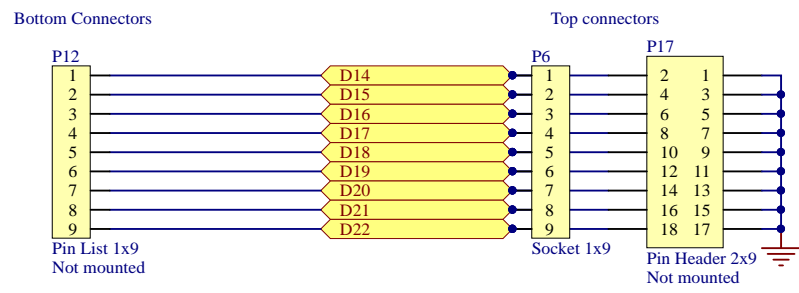 Bottom Connectors
Top connectors
P12
P6
P17
1 D14 1 2 1
2 D15 2 4 3
3 D16 3 6 5
4 D17 4 8 7
5 D18 5 10 9
6 D19 6 12 11
7 D20 7 14 13
8 D21 8 16 15
9 D22 9 18 17
Pin List 1x9
Not mounted
Socket 1x9
Pin Header 2x9
Not mounted